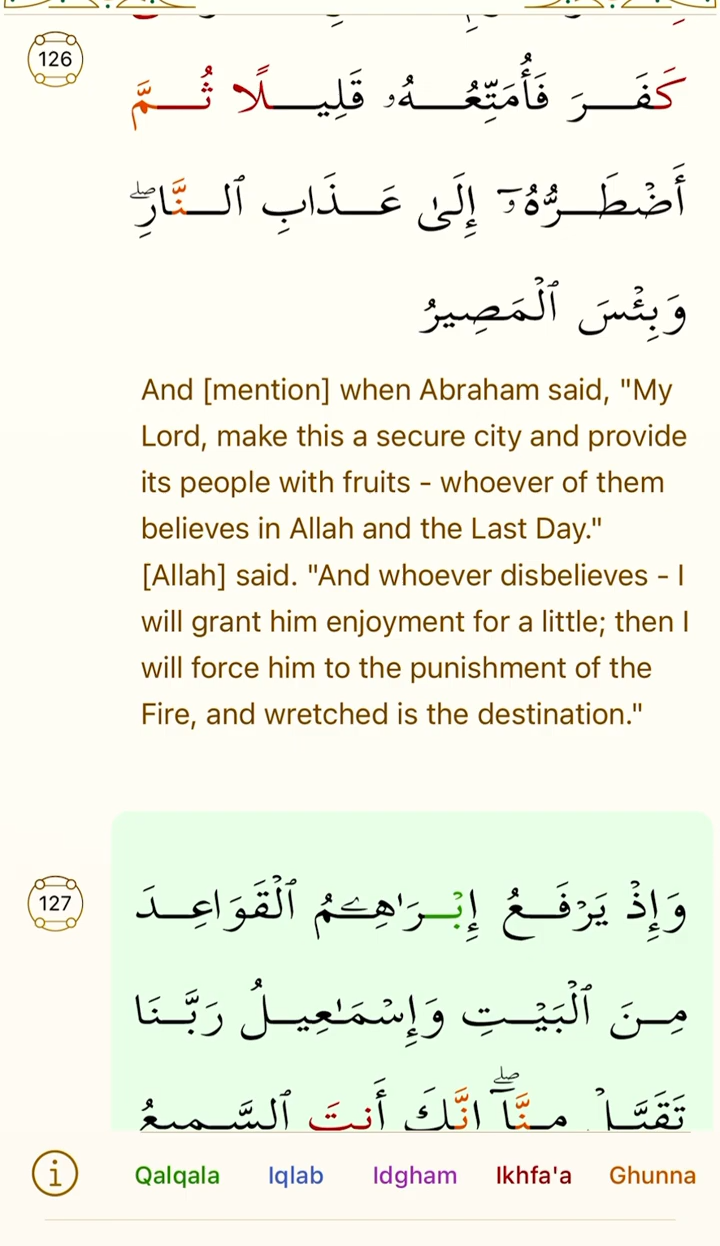 126
كَفَرَ فَأُمَتِّعُهُۥ قَلِيلًا ثُمَّ
أَضْطَرُّهُۥٓ إِلَىٰ عَذَابِ ٱلنَّارِۖ
وَبِئْسَ ٱلْمَصِيرُ
And [mention] when Abraham said, "My
Lord, make this a secure city and provide
its people with fruits - whoever of them
believes in Allah and the Last Day."
[Allah] said. "And whoever disbelieves - I
will grant him enjoyment for a little; then I
will force him to the punishment of the
Fire, and wretched is the destination."
127
وَإِذْ يَرْفَعُ إِبْرَٰهِـۧمُ ٱلْقَوَاعِدَ
مِنَ ٱلْبَيْتِ وَإِسْمَـٰعِيلُ رَبَّنَا
تَقَبَّلْ مِنَّآۖ إِنَّكَ أَنتَ ٱلسَّمِيعُ
Qalqala Iqlab Idgham Ikhfa'a Ghunna